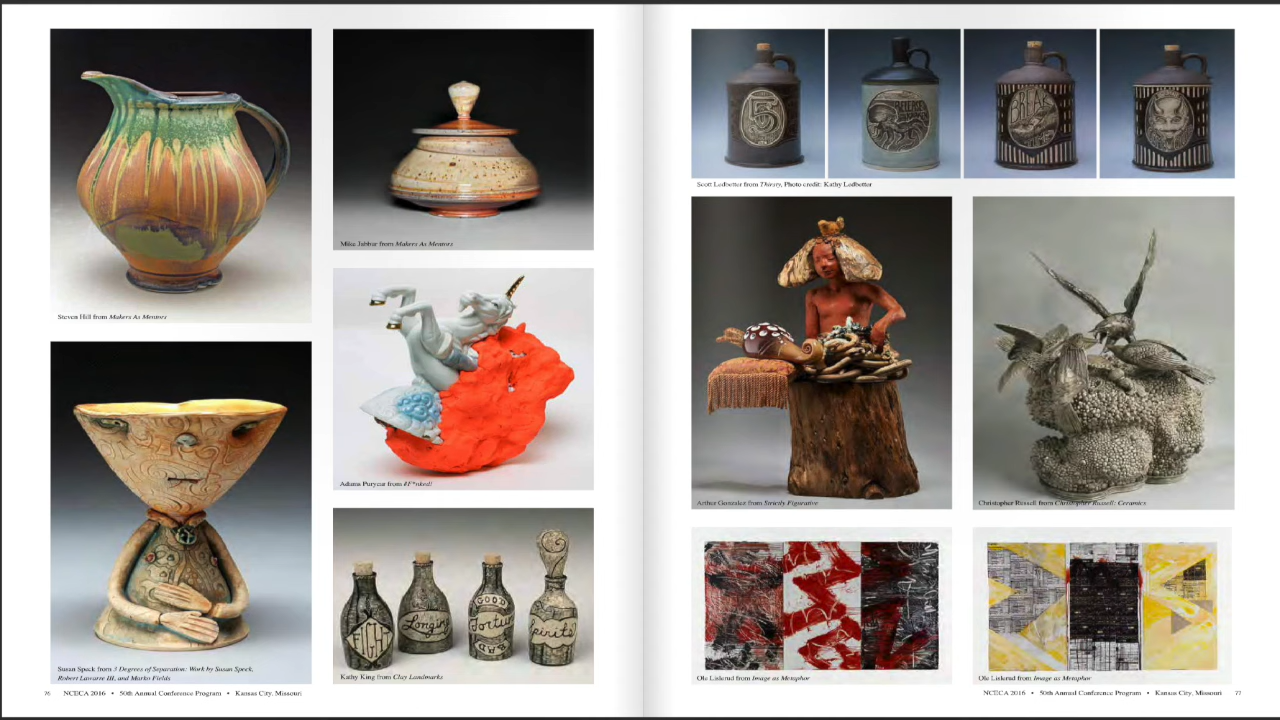 Steven Hill from Makers As Mentors
Mike Jabbur from Makers As Mentors
Susan Speck from 3 Degrees of Separation: Work by Susan Speck,
Robert Lawarre III, and Marko Fields
Adams Puryear from #F*nked!
FIGHT
Longing
GOOD
Fortune
BAD
Spirits
Kathy King from Clay Landmarks
76 NCECA 2016 • 50th Annual Conference Program • Kansas City, Missouri
5
Scott Ledbetter from Thirsty, Photo credit: Kathy Ledbetter
Arthur Gonzalez from Strictly Figurative
Christopher Russell from Christopher Russell: Ceramics
Ole Lislerud from Image as Metaphor
Ole Lislerud from Image as Metaphor
NCECA 2016 • 50th Annual Conference Program • Kansas City, Missouri 77